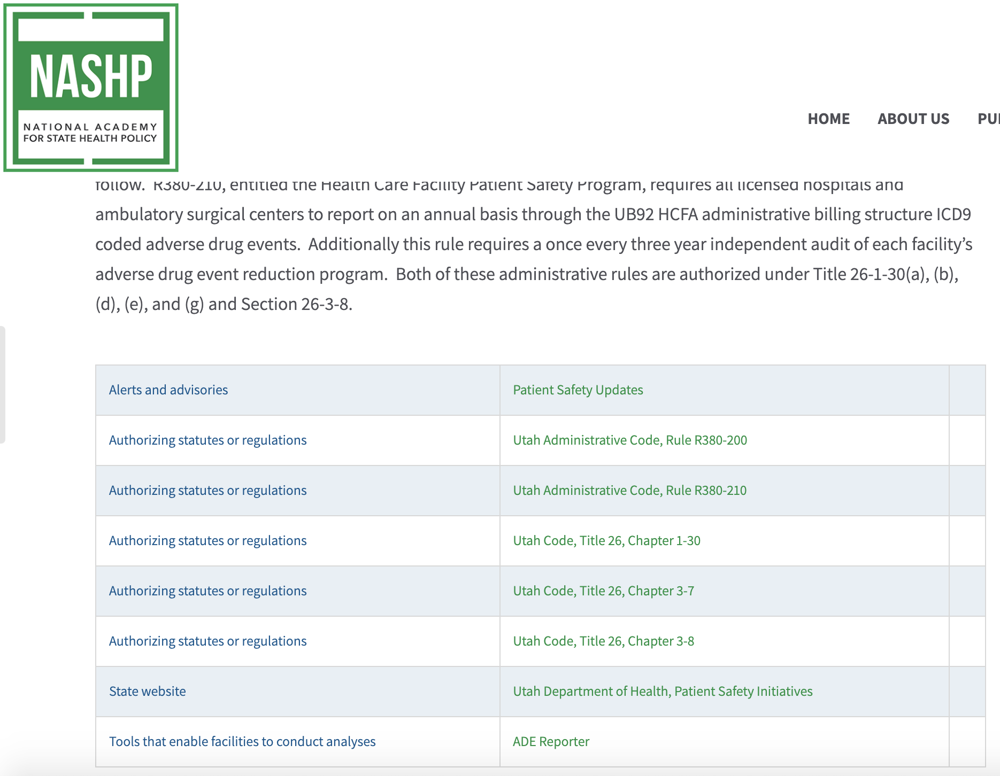 NASHP
NATIONAL ACADEMY
FOR STATE HEALTH POLICY
HOME ABOUT US
follow. R380-210, entitled the Health Care Facility Patient Safety Program, requires all licensed hospitals and
ambulatory surgical centers to report on an annual basis through the UB92 HCFA administrative billing structure ICD9
coded adverse drug events. Additionally this rule requires a once every three year independent audit of each facility’s
adverse drug event reduction program. Both of these administrative rules are authorized under Title 26-1-30(a), (b),
(d), (e), and (g) and Section 26-3-8.
Alerts and advisories Patient Safety Updates
Authorizing statutes or regulations Utah Administrative Code, Rule R380-200
Authorizing statutes or regulations Utah Administrative Code, Rule R380-210
Authorizing statutes or regulations Utah Code, Title 26, Chapter 1-30
Authorizing statutes or regulations Utah Code, Title 26, Chapter 3-7
Authorizing statutes or regulations Utah Code, Title 26, Chapter 3-8
State website Utah Department of Health, Patient Safety Initiatives
Tools that enable facilities to conduct analyses ADE Reporter